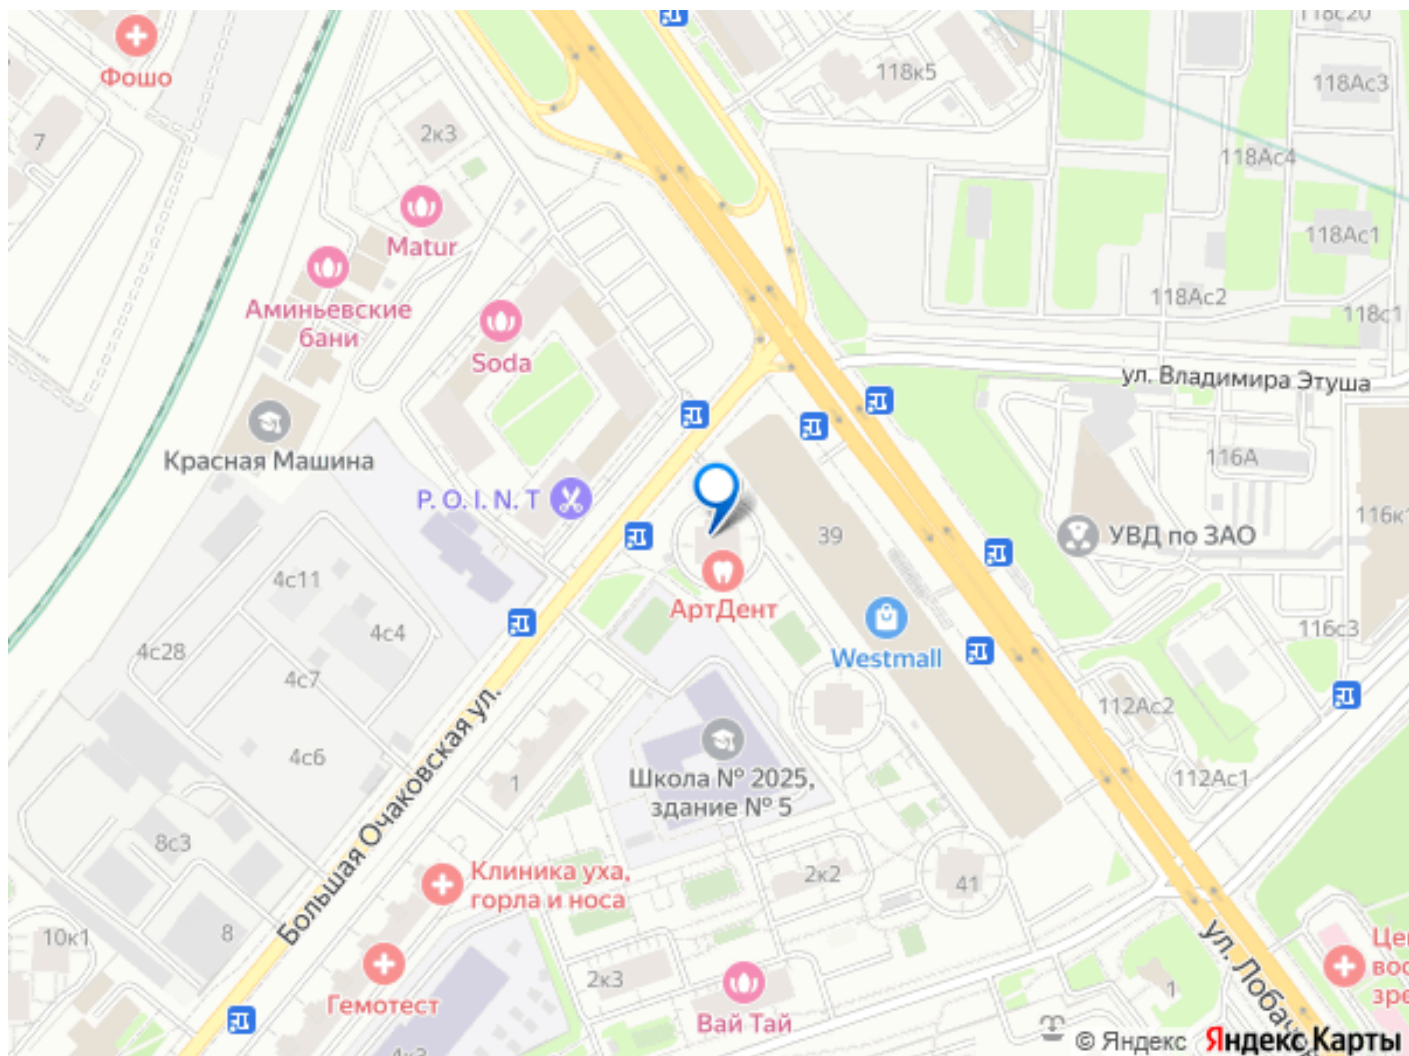 118с20
Фошо
118к5
118Ас3
7
2к3
118Ас4
Matur
118Ас1
Аминьевские
бани
118Ас2
118с1
Soda
ул. Владимира Этуша
Красная Машина
116А
P. O. I. N. T
39
УВД по ЗАО
4с11
АртДент
4с4
116с3
4с28
Westmall
4с7
112Ас2
4с6
Школа № 2025,
здание № 5
1
112Ас1
8с3
Большая Очаковская ул.
Клиника уха,
горла и носа
2к2
41
10к1
8
Гемотест
2к3
Вай Тай
1
ул. Лобач
© Яндекс
Яндекс Карты